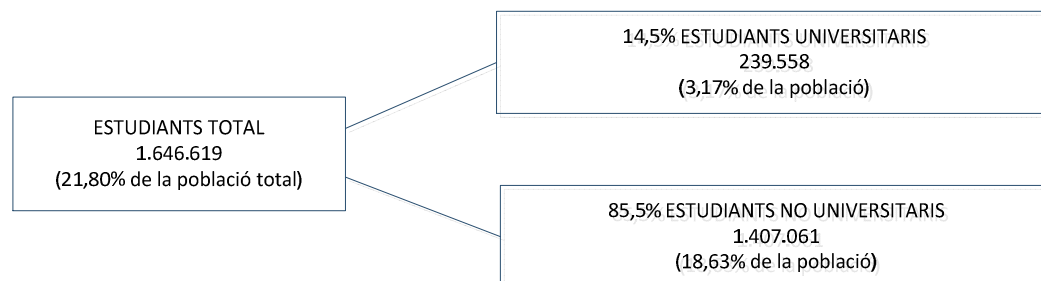 14,5% ESTUDIANTS UNIVERSITARIS
239.558
(3,17% de la població)
ESTUDIANTS TOTAL
1.646.619
(21,80% de la població total)
85,5% ESTUDIANTS NO UNIVERSITARIS
1.407.061
(18,63% de la població)